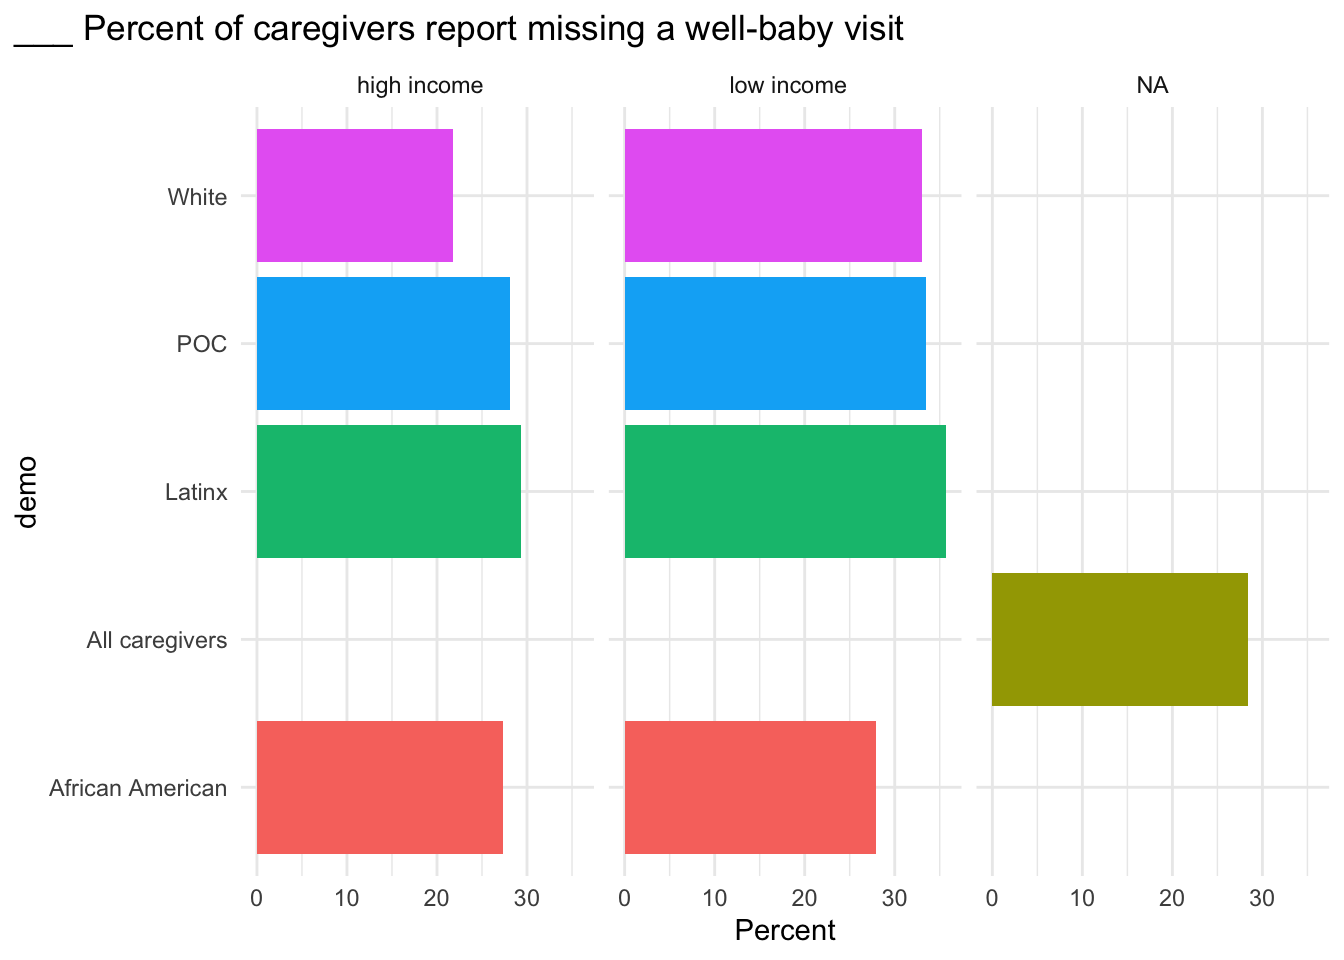 ___ Percent of caregivers report missing a well-baby visit
high income
low income
NA
White
POC
Latinx
All caregivers
African American
demo
0 10 20 30 0 10 20 30 0 10 20 30
Percent